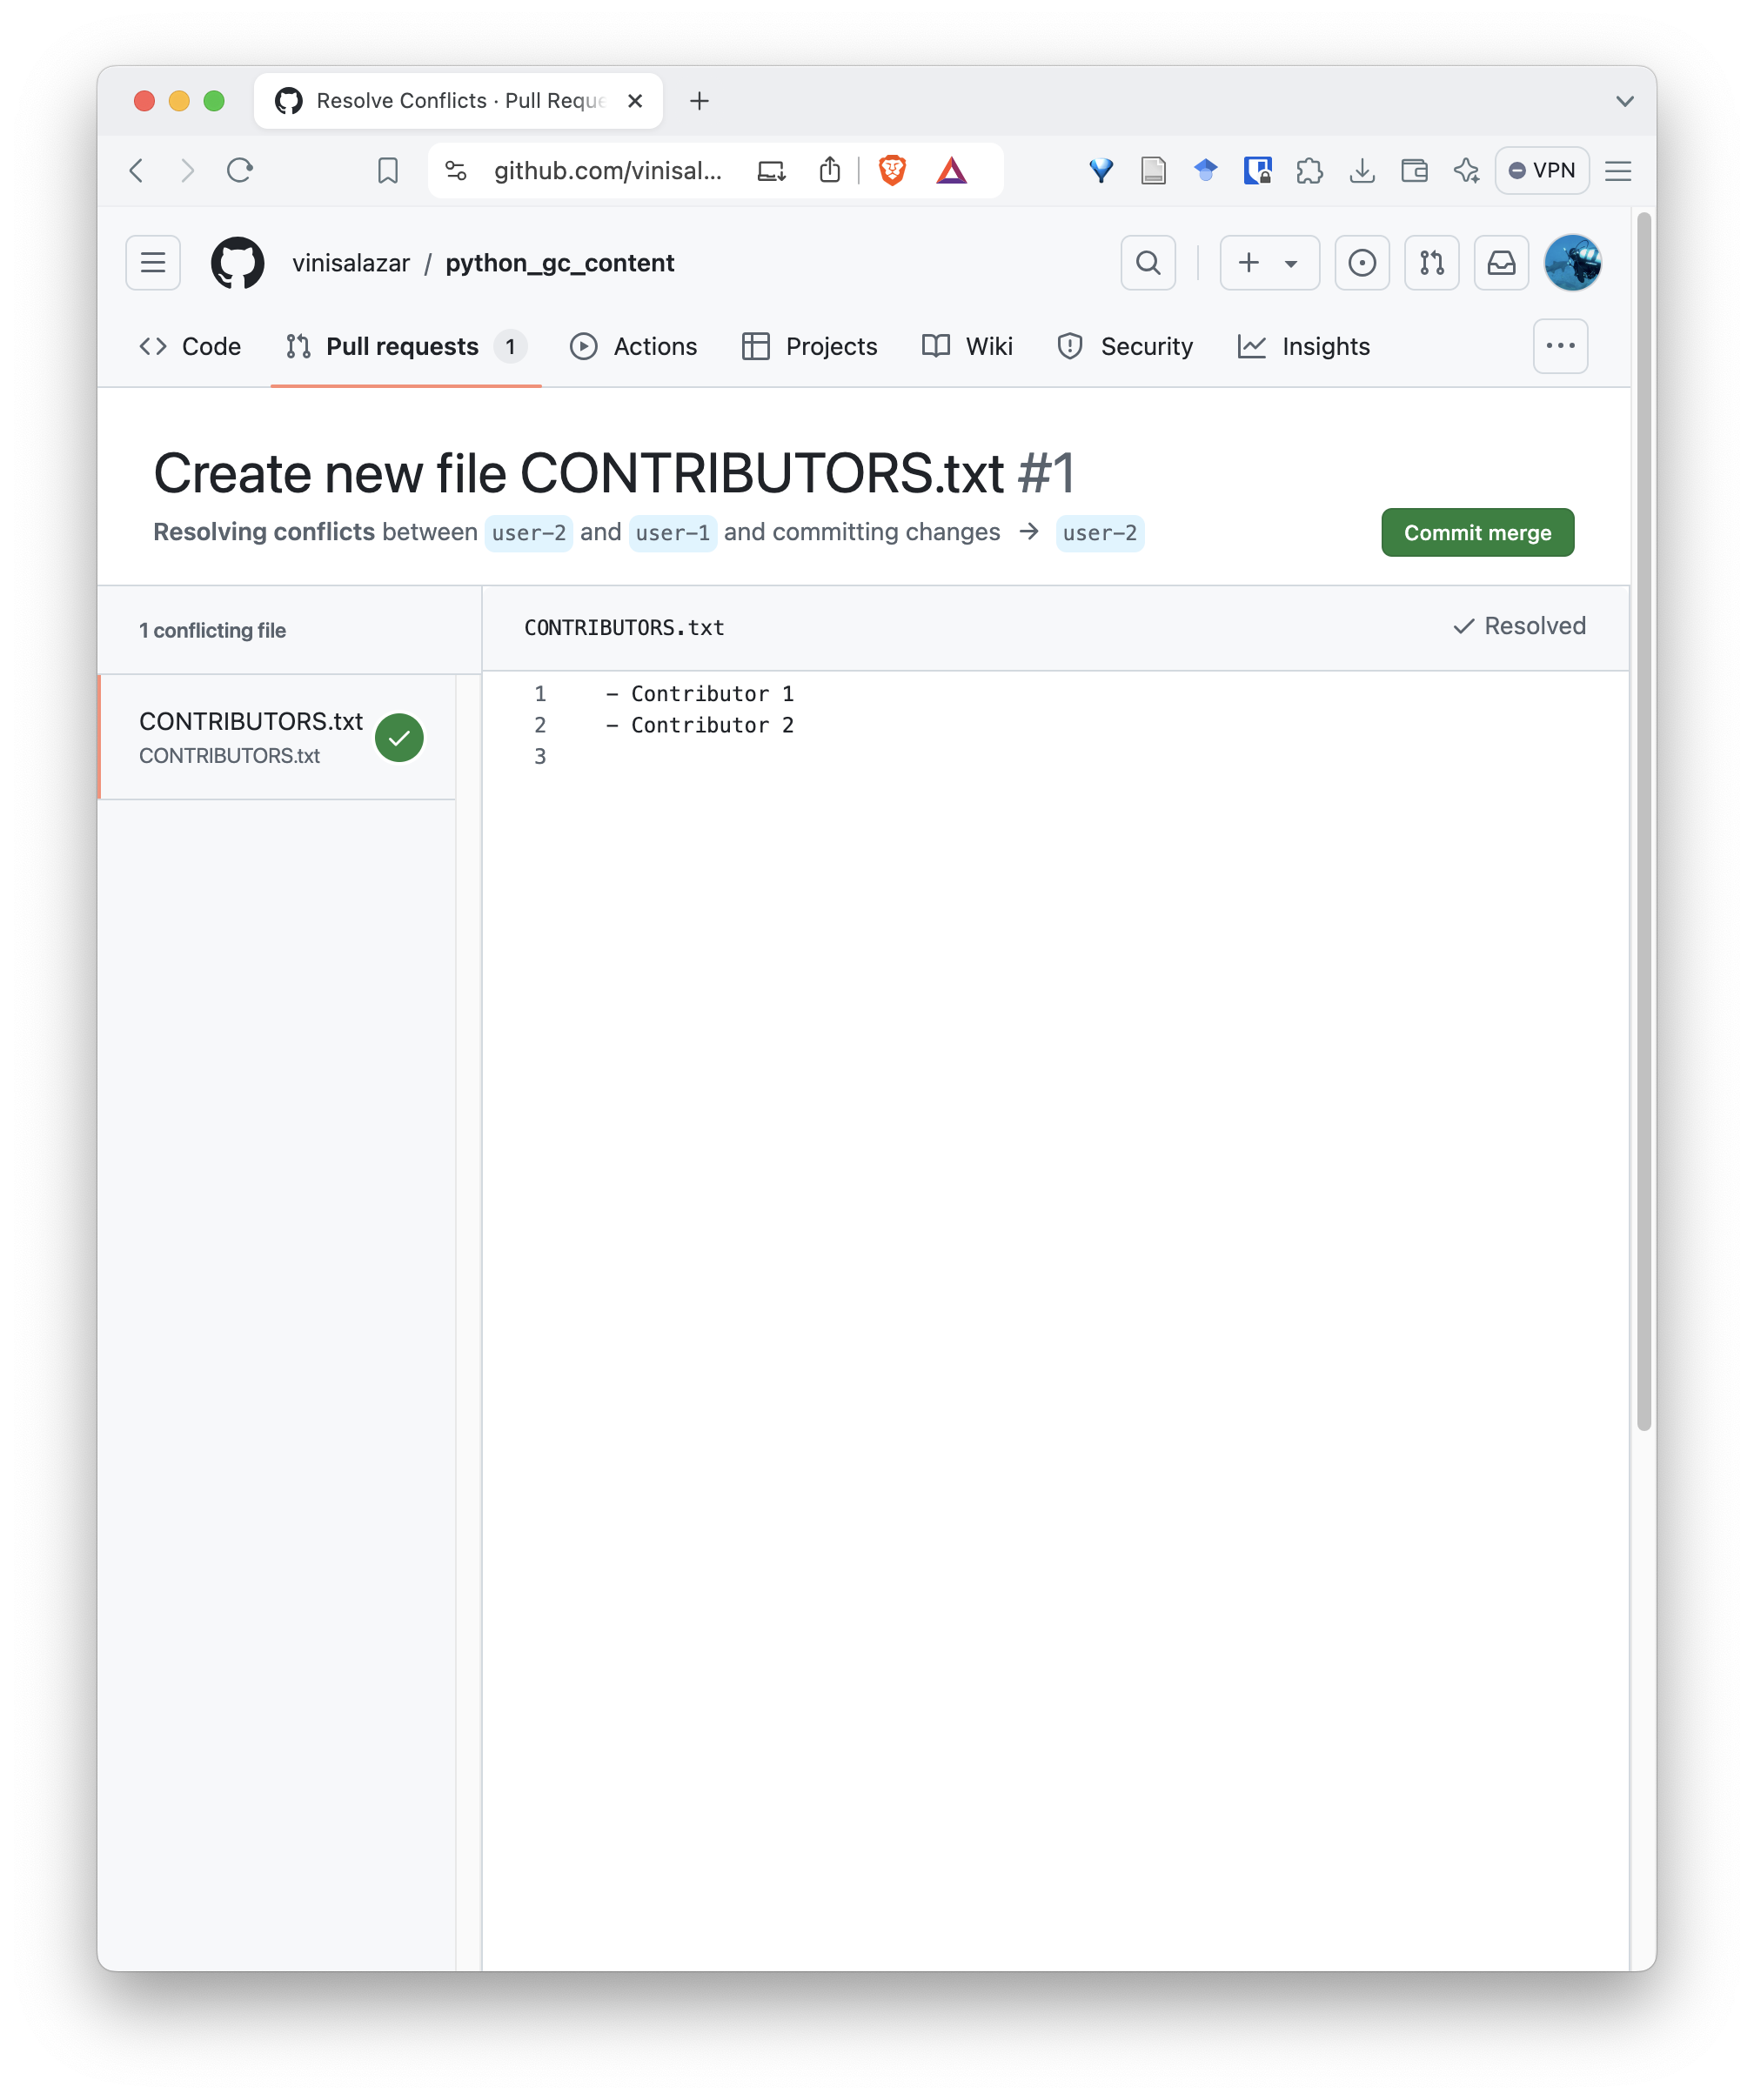 Resolve Conflicts · Pull Reque
github.com/vinisal...
VPN
vinisalazar / python_gc_content
Code
Pull requests 1
Actions
Projects
Wiki
Security
Insights
Create new file CONTRIBUTORS.txt #1
Resolving conflicts between user-2 and user-1 and committing changes → user-2
Commit merge
1 conflicting file
CONTRIBUTORS.txt
CONTRIBUTORS.txt
CONTRIBUTORS.txt
Resolved
1 - Contributor 1
2 - Contributor 2
3